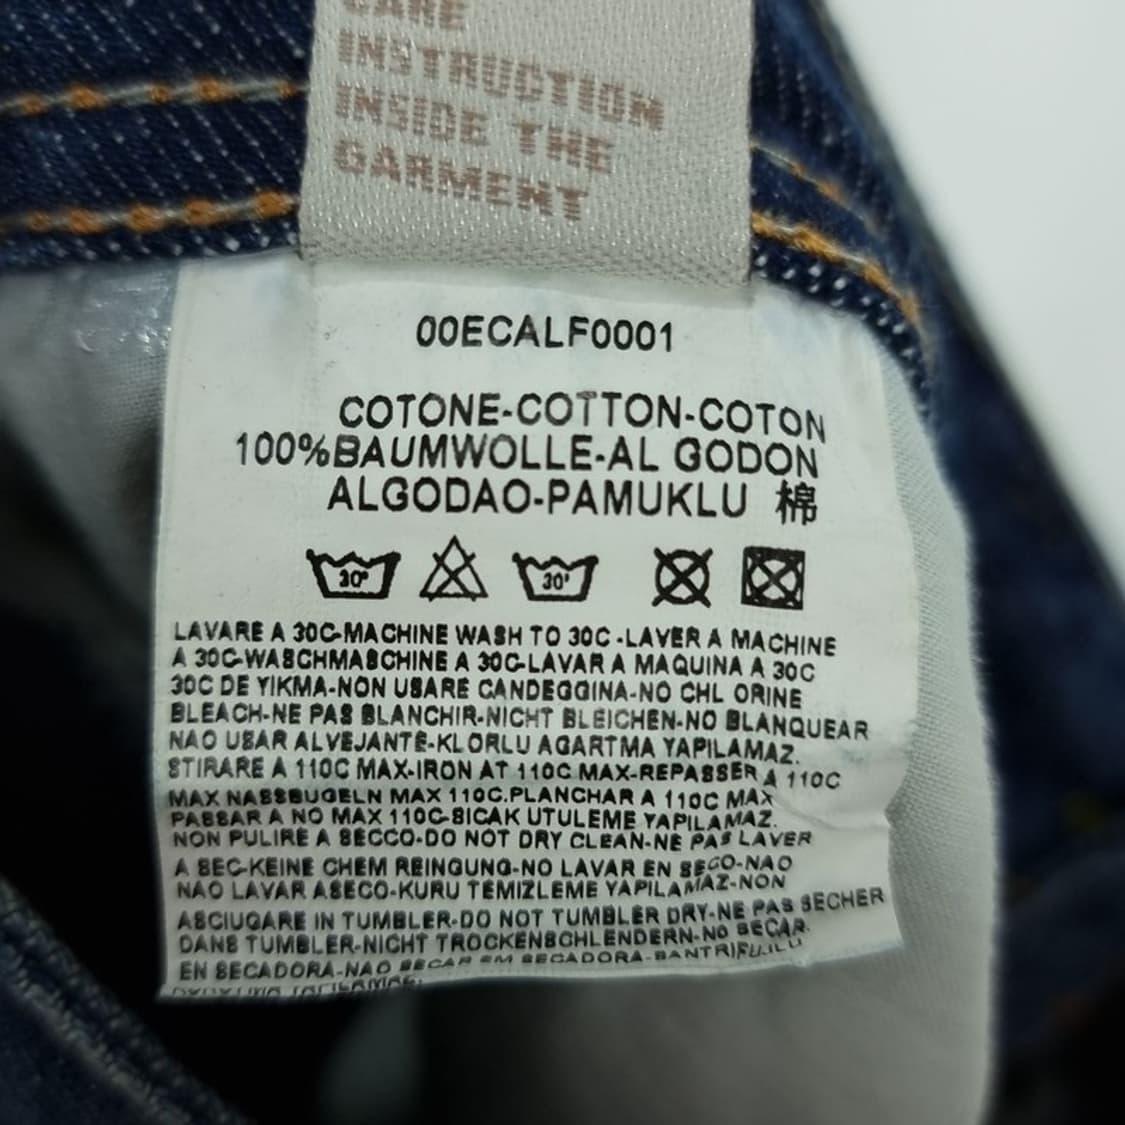 CARE
INSTRUCTION
INSIDE THE
GARMENT
00ECALF0001
COTONE-COTTON-COTON
100%BAUMWOLLE-AL GODON
ALGODAO-PAMUKLU 棉
30° 30°
LAVARE A 30C-MACHINE WASH TO 30C -LAVER A MACHINE
A 30C-WASCHMASCHINE A 30C-LAVAR A MAQUINA A 30C
30C DE YIKMA-NON USARE CANDEGGINA-NO CHL ORINE
BLEACH-NE PAS BLANCHIR-NICHT BLEICHEN-NO BLANQUEAR
NAO USAR ALVEJANTE-KLORLU AGARTMA YAPILAMAZ.
STIRARE A 110C MAX-IRON AT 110C MAX-REPASSER A 110C
MAX NASSBUGELN MAX 110C.PLANCHAR A 110C MAX
PASSAR A NO MAX 110C-SICAK UTULEME YAPILAMAZ.
NON PULIRE A SECCO-DO NOT DRY CLEAN-NE PAS LAVER
A SEC-KEINE CHEM REINGUNG-NO LAVAR EN SECO-NAO
NAO LAVAR ASECO-KURU TEMIZLEME YAPILAMAZ-NON
ASCIUGARE IN TUMBLER-DO NOT TUMBLER DRY-NE PAS SECHER
DANS TUMBLER-NICHT TROCKENSCHLENDERN-NO SECAR.
EN SECADORA-NAO SECAR EM SECADORA-SANTRIFUJLU